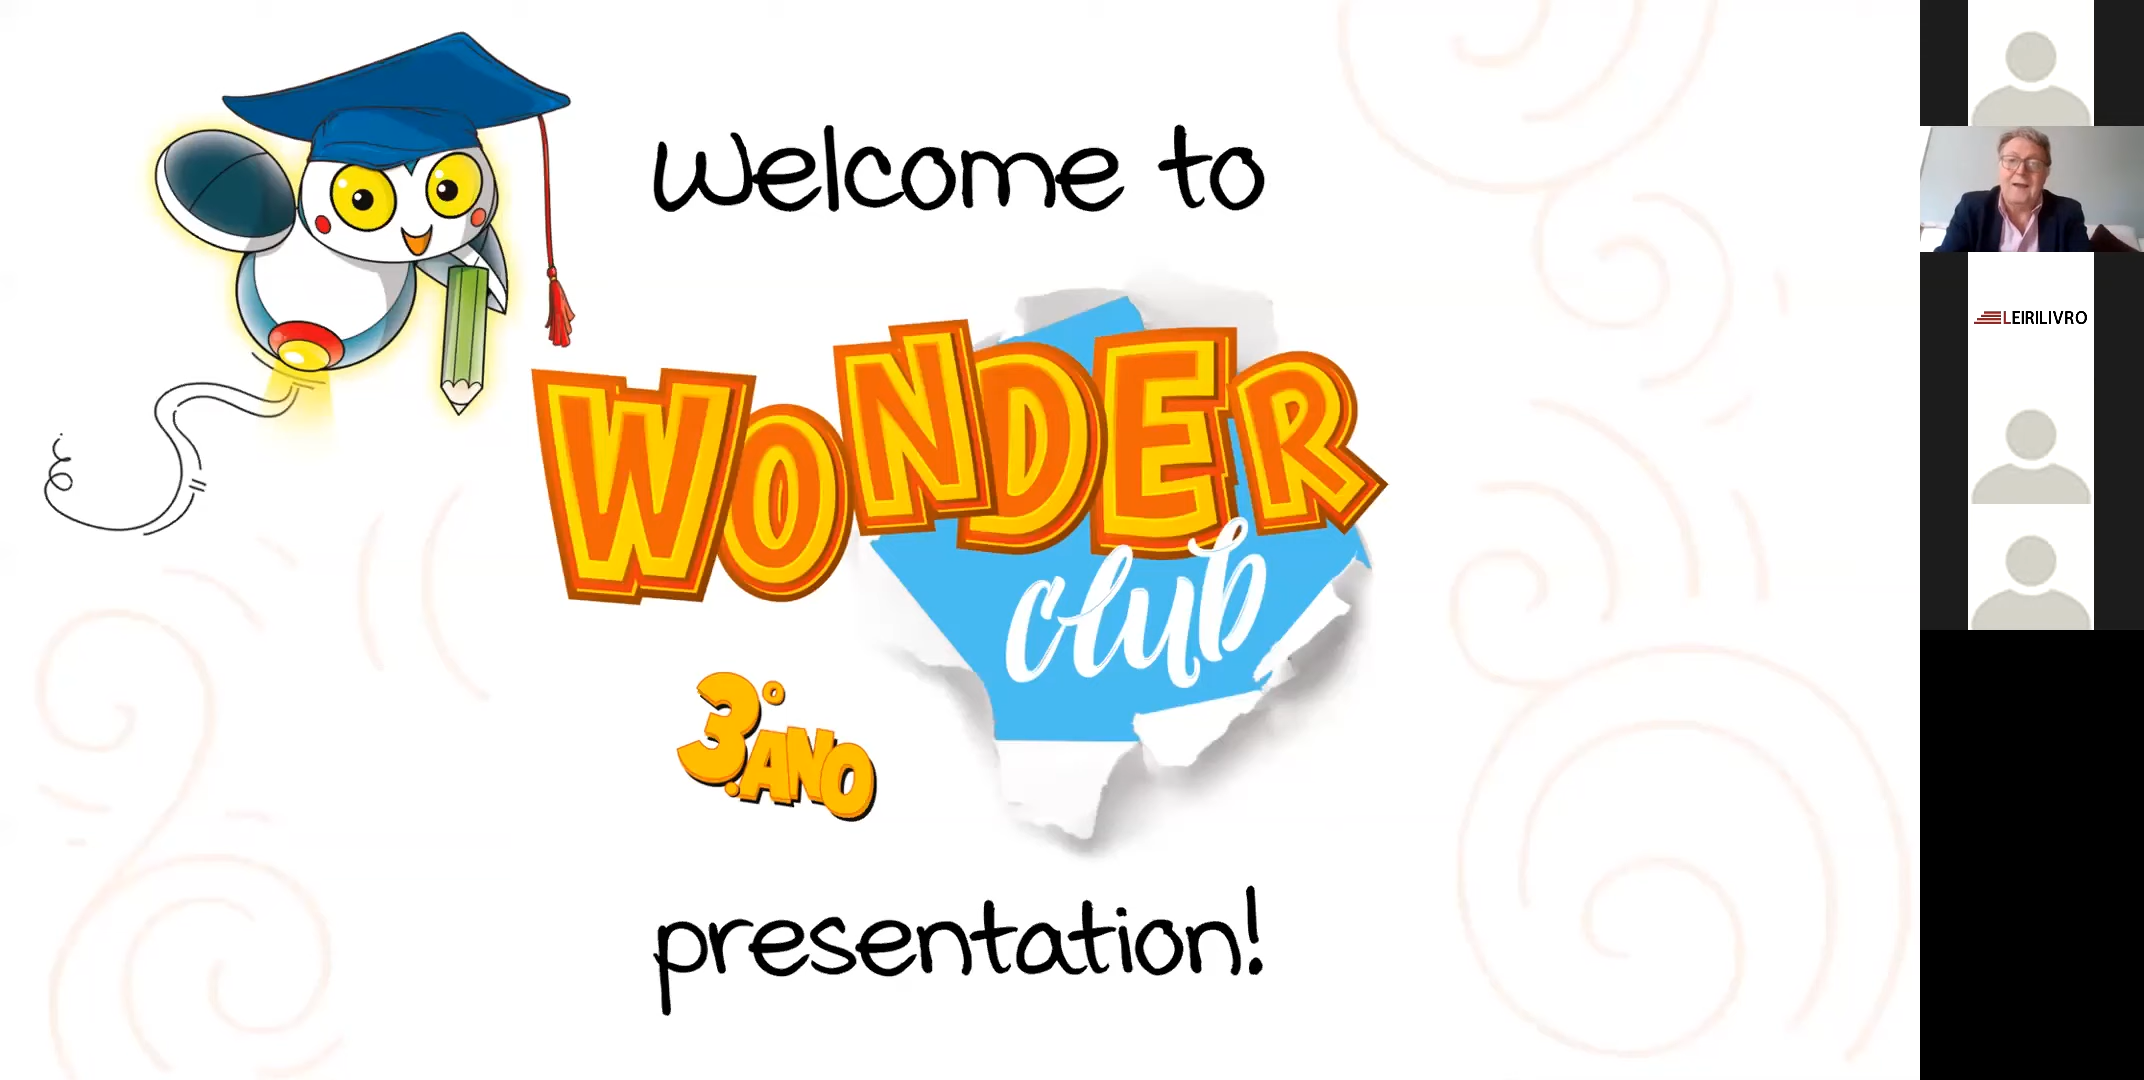 Welcome to
WONDER
club
3.º ANO
presentation!
LEIRILIVRO